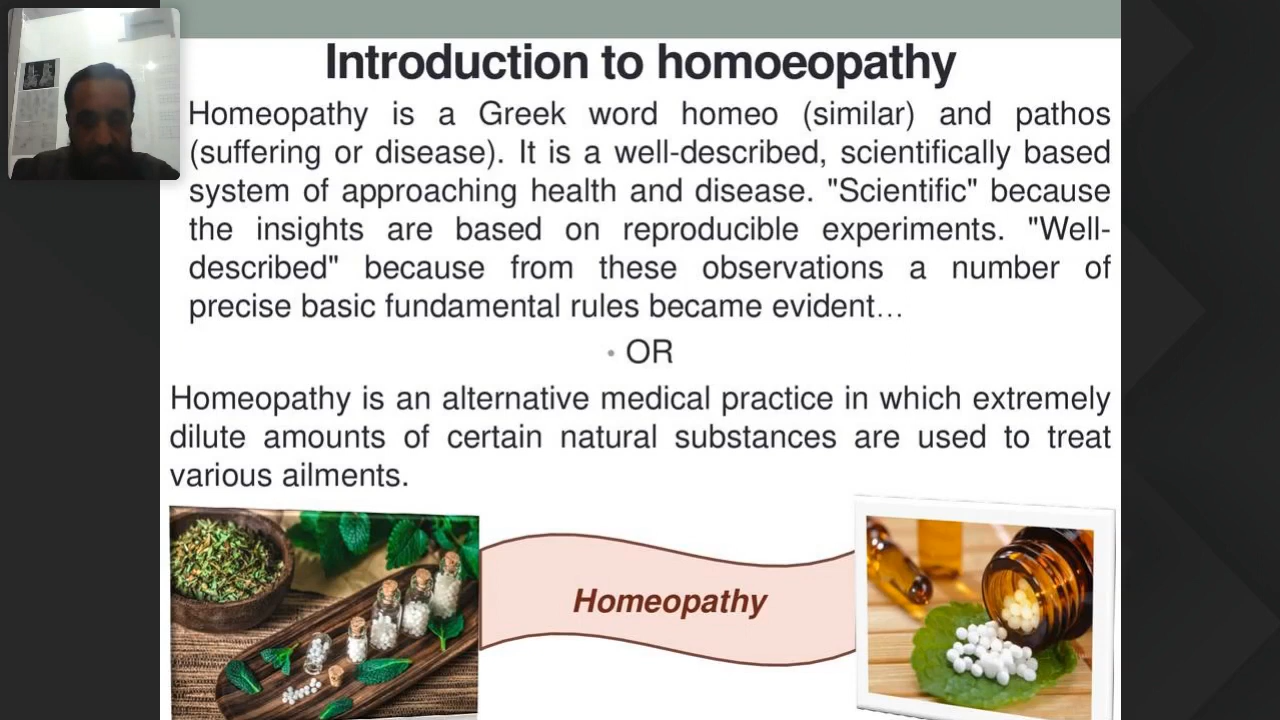 Introduction to homoeopathy
Homeopathy is a Greek word homeo (similar) and pathos
(suffering or disease). It is a well-described, scientifically based
system of approaching health and disease. "Scientific" because
the insights are based on reproducible experiments. "Well-
described" because from these observations a number of
precise basic fundamental rules became evident…
• OR
Homeopathy is an alternative medical practice in which extremely
dilute amounts of certain natural substances are used to treat
various ailments.
Homeopathy